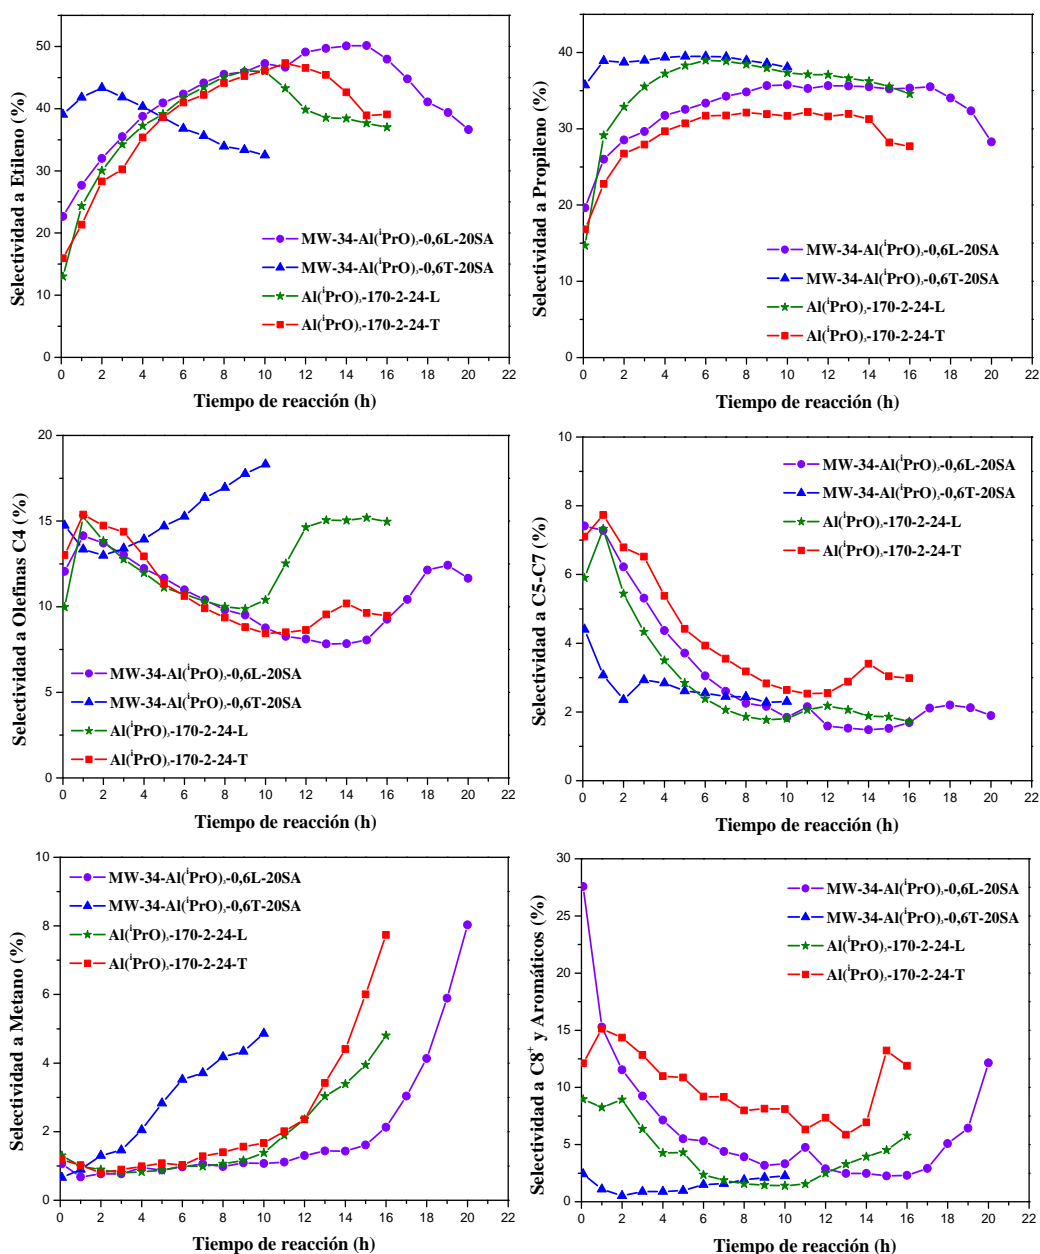 Selectividad a Etileno (%)
50
40
30
20
10
0
MW-34-Al(ⁱPrO)₃-0,6L-20SA
MW-34-Al(ⁱPrO)₃-0,6T-20SA
Al(ⁱPrO)₃-170-2-24-L
Al(ⁱPrO)₃-170-2-24-T
0 2 4 6 8 10 12 14 16 18 20 22
Tiempo de reacción (h)
Selectividad a Propileno (%)
40
30
20
10
0
MW-34-Al(ⁱPrO)₃-0,6L-20SA
MW-34-Al(ⁱPrO)₃-0,6T-20SA
Al(ⁱPrO)₃-170-2-24-L
Al(ⁱPrO)₃-170-2-24-T
0 2 4 6 8 10 12 14 16 18 20 22
Tiempo de reacción (h)
Selectividad a Olefinas C4 (%)
20
15
10
5
0
MW-34-Al(ⁱPrO)₃-0,6L-20SA
MW-34-Al(ⁱPrO)₃-0,6T-20SA
Al(ⁱPrO)₃-170-2-24-L
Al(ⁱPrO)₃-170-2-24-T
0 2 4 6 8 10 12 14 16 18 20 22
Tiempo de reacción (h)
Selectividad a C5-C7 (%)
10
8
6
4
2
0
MW-34-Al(ⁱPrO)₃-0,6L-20SA
MW-34-Al(ⁱPrO)₃-0,6T-20SA
Al(ⁱPrO)₃-170-2-24-L
Al(ⁱPrO)₃-170-2-24-T
0 2 4 6 8 10 12 14 16 18 20 22
Tiempo de reacción (h)
Selectividad a Metano (%)
10
8
6
4
2
0
MW-34-Al(ⁱPrO)₃-0,6L-20SA
MW-34-Al(ⁱPrO)₃-0,6T-20SA
Al(ⁱPrO)₃-170-2-24-L
Al(ⁱPrO)₃-170-2-24-T
0 2 4 6 8 10 12 14 16 18 20 22
Tiempo de reacción (h)
Selectividad a C8⁺ y Aromáticos (%)
30
25
20
15
10
5
0
MW-34-Al(ⁱPrO)₃-0,6L-20SA
MW-34-Al(ⁱPrO)₃-0,6T-20SA
Al(ⁱPrO)₃-170-2-24-L
Al(ⁱPrO)₃-170-2-24-T
0 2 4 6 8 10 12 14 16 18 20 22
Tiempo de reacción (h)